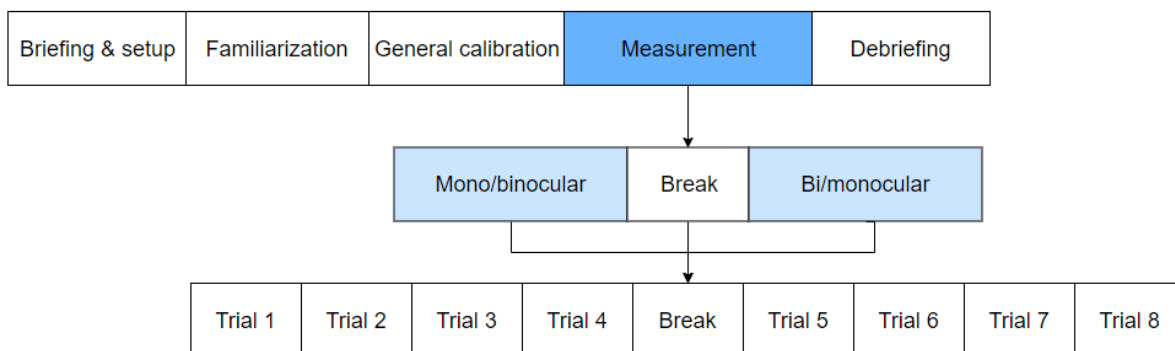 Briefing & setup Familiarization General calibration Measurement Debriefing
Mono/binocular Break Bi/monocular
Trial 1 Trial 2 Trial 3 Trial 4 Break Trial 5 Trial 6 Trial 7 Trial 8